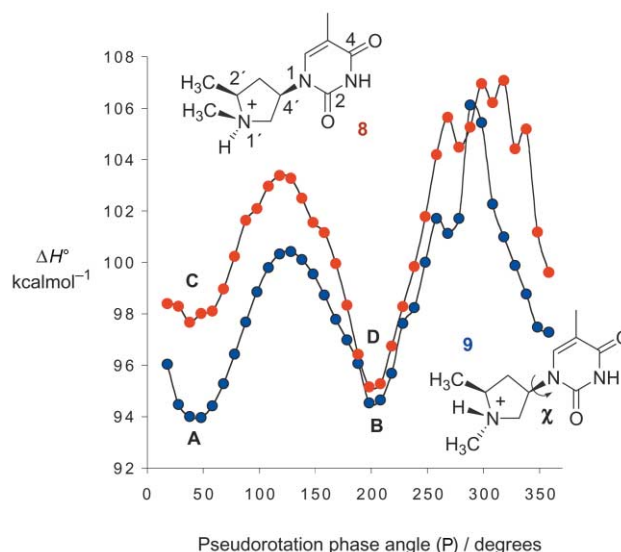 108
106
104
102
100
98
96
94
92
ΔH°
kcalmol⁻¹
0
50
100
150
200
250
300
350
400
Pseudorotation phase angle (P) / degrees
A
B
C
D
8
H₃C
2´
H₃C
+
N
H
1´
4´
1
N
2
O
NH
4
O
9
H₃C
H
N
+
H₃C
χ
N
O
NH
O